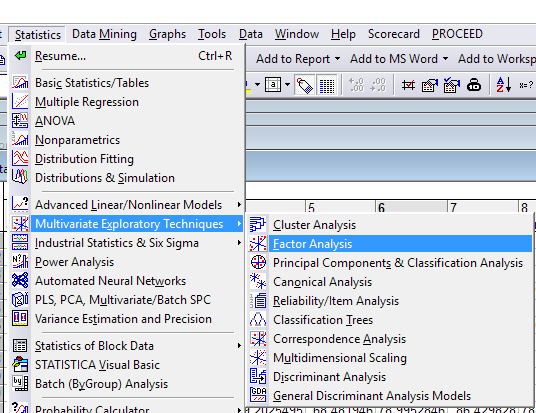 Statistics Data Mining Graphs Tools Data Window Help Scorecard PROCEED
Resume... Ctrl+R
Add to Report Add to MS Word Add to Worksp
Basic Statistics/Tables
Multiple Regression
ANOVA
Nonparametrics
Distribution Fitting
Distributions & Simulation
Advanced Linear/Nonlinear Models
5 6 7 8
Multivariate Exploratory Techniques
Industrial Statistics & Six Sigma
Power Analysis
Automated Neural Networks
PLS, PCA, Multivariate/Batch SPC
Variance Estimation and Precision
Statistics of Block Data
STATISTICA Visual Basic
Batch (ByGroup) Analysis
Probability Calculator
Cluster Analysis
Factor Analysis
Principal Components & Classification Analysis
Canonical Analysis
Reliability/Item Analysis
Classification Trees
Correspondence Analysis
Multidimensional Scaling
Discriminant Analysis
General Discriminant Analysis Models